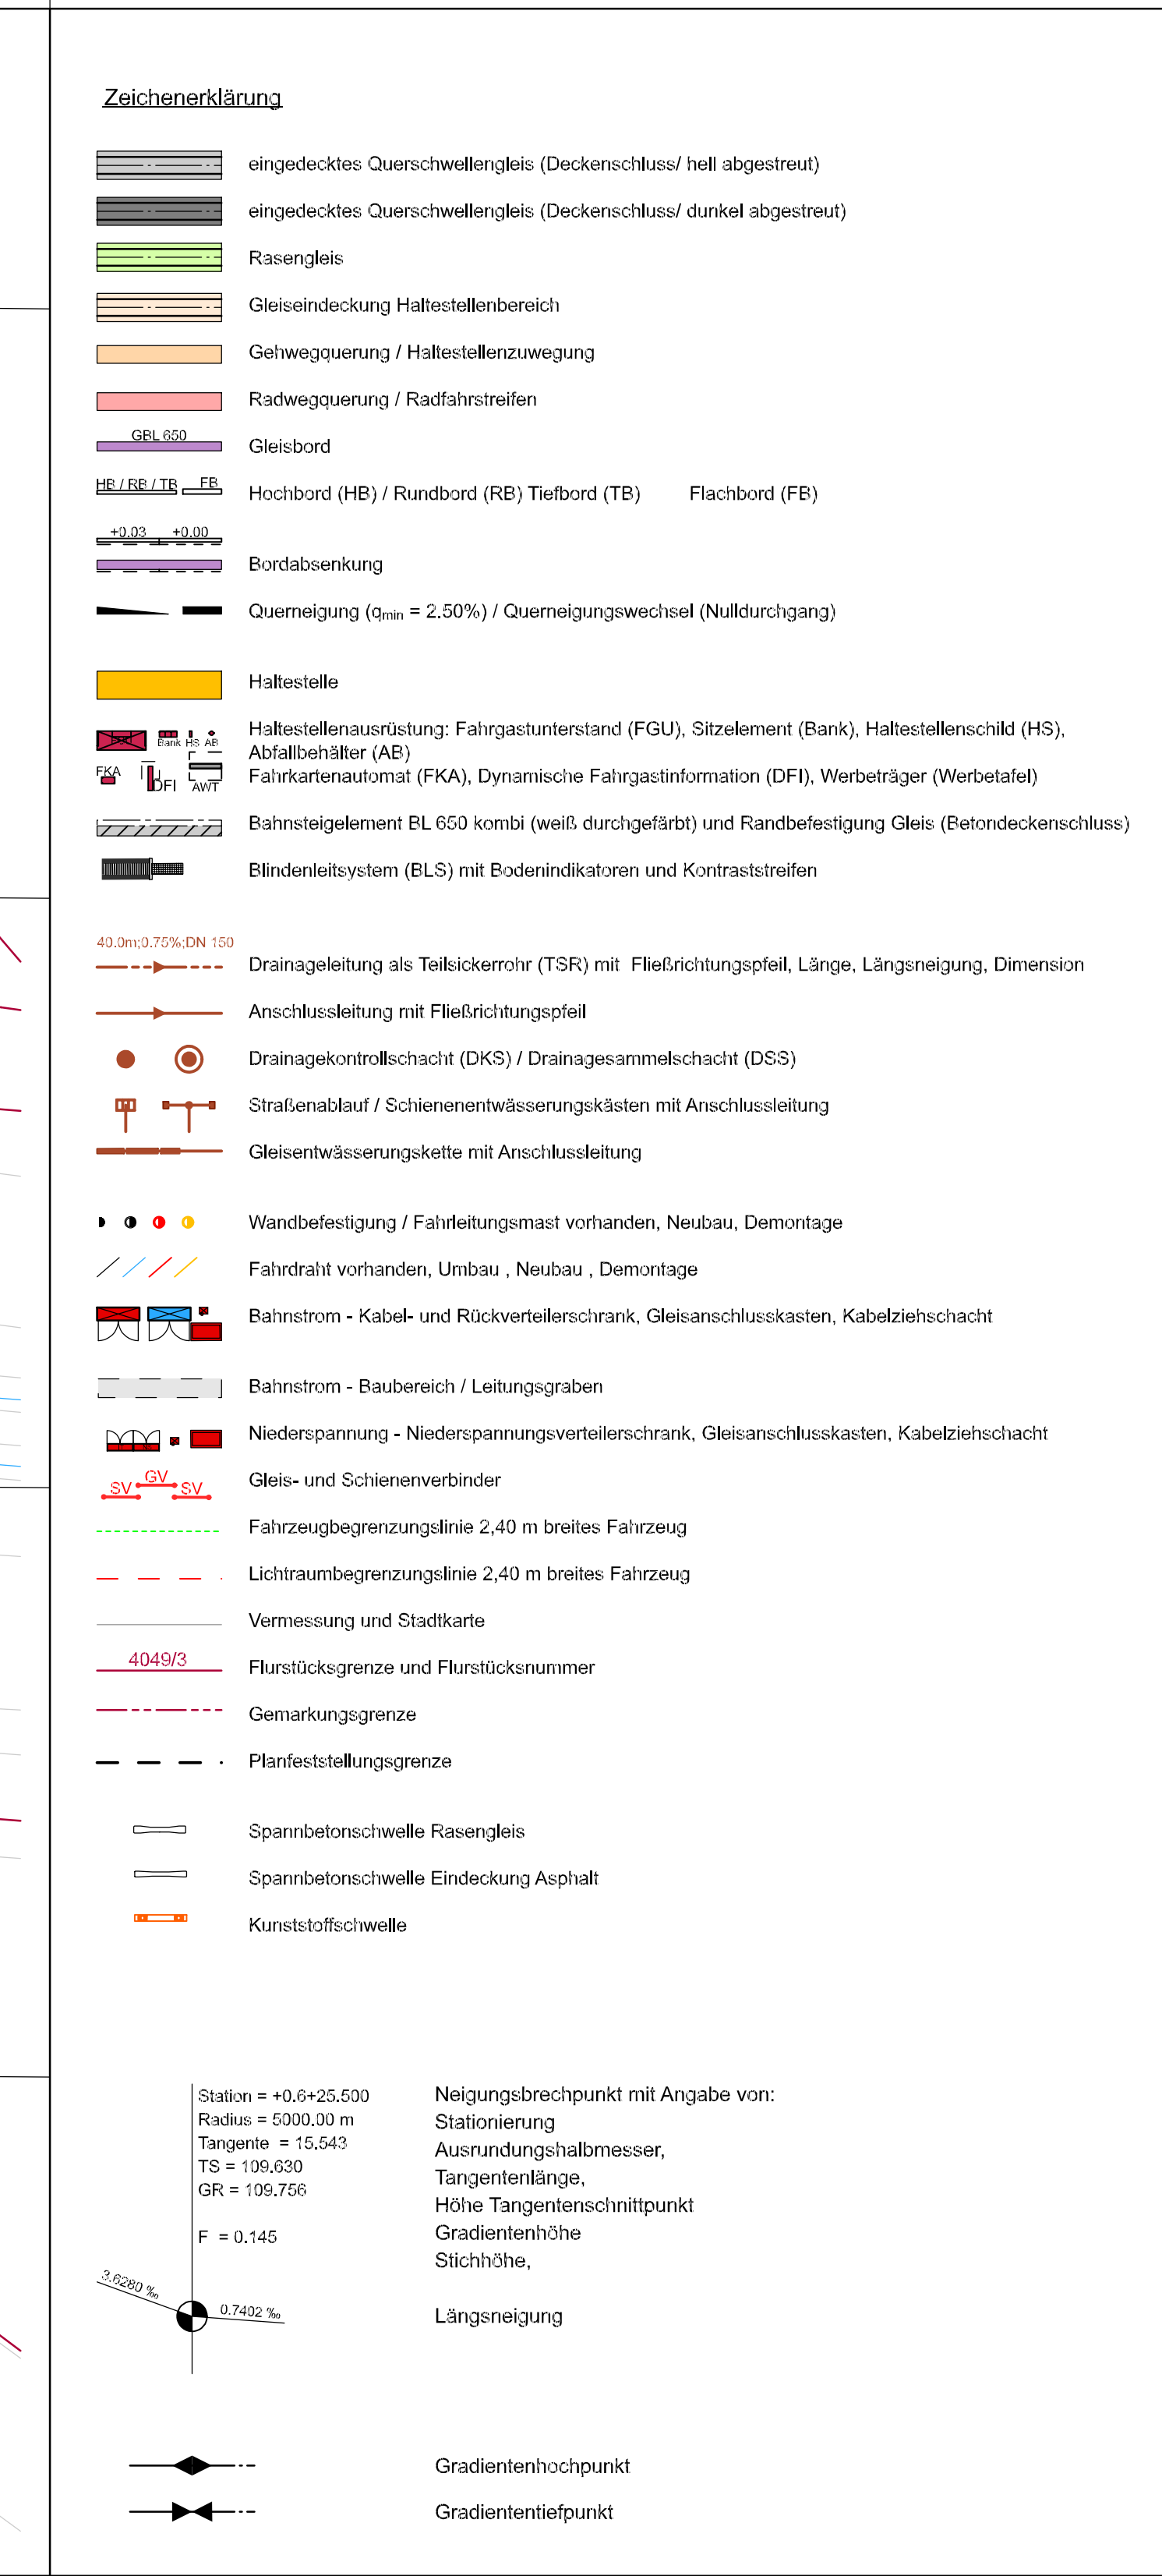 Zeichenerklärung
eingedecktes Querschwellengleis (Deckenschluss/ hell abgestreut)
eingedecktes Querschwellengleis (Deckenschluss/ dunkel abgestreut)
Rasengleis
Gleiseindeckung Haltestellenbereich
Gehwegquerung / Haltestellenzuwegung
Radwegquerung / Radfahrstreifen
GBL 650
Gleisbord
HB / RB / TB FB
Hochbord (HB) / Rundbord (RB) Tiefbord (TB) Flachbord (FB)
+0.03 +0.00
Bordabsenkung
Querneigung (qmin = 2.50%) / Querneigungswechsel (Nulldurchgang)
Haltestelle
Haltestellenausrüstung: Fahrgastunterstand (FGU), Sitzelement (Bank), Haltestellenschild (HS),
Bank HS AB
Abfallbehälter (AB)
FKA DFI AWT
Fahrkartenautomat (FKA), Dynamische Fahrgastinformation (DFI), Werbeträger (Werbetafel)
Bahnsteigelement BL 650 kombi (weiß durchgefärbt) und Randbefestigung Gleis (Betondeckenschluss)
Blindenleitsystem (BLS) mit Bodenindikatoren und Kontraststreifen
40.0m;0.75%;DN 150
Drainageleitung als Teilsickerrohr (TSR) mit Fließrichtungspfeil, Länge, Längsneigung, Dimension
Anschlussleitung mit Fließrichtungspfeil
Drainagekontrollschacht (DKS) / Drainagesammelschacht (DSS)
Straßenablauf / Schienenentwässerungskästen mit Anschlussleitung
Gleisentwässerungskette mit Anschlussleitung
Wandbefestigung / Fahrleitungsmast vorhanden, Neubau, Demontage
Fahrdraht vorhanden, Umbau , Neubau , Demontage
Bahnstrom - Kabel- und Rückverteilerschrank, Gleisanschlusskasten, Kabelziehschacht
Bahnstrom - Baubereich / Leitungsgraben
Niederspannung - Niederspannungsverteilerschrank, Gleisanschlusskasten, Kabelziehschacht
SV GV SV
Gleis- und Schienenverbinder
Fahrzeugbegrenzungslinie 2,40 m breites Fahrzeug
Lichtraumbegrenzungslinie 2,40 m breites Fahrzeug
Vermessung und Stadtkarte
4049/3
Flurstücksgrenze und Flurstücksnummer
Gemarkungsgrenze
Planfeststellungsgrenze
Spannbetonschwelle Rasengleis
Spannbetonschwelle Eindeckung Asphalt
Kunststoffschwelle
Station = +0.6+25.500
Radius = 5000.00 m
Tangente = 15.543
TS = 109.630
GR = 109.756
F = 0.145
3.6280 ‰
0.7402 ‰
Neigungsbrechpunkt mit Angabe von:
Stationierung
Ausrundungshalbmesser,
Tangentenlänge,
Höhe Tangentenschnittpunkt
Gradientenhöhe
Stichhöhe,
Längsneigung
Gradientenhochpunkt
Gradiententiefpunkt